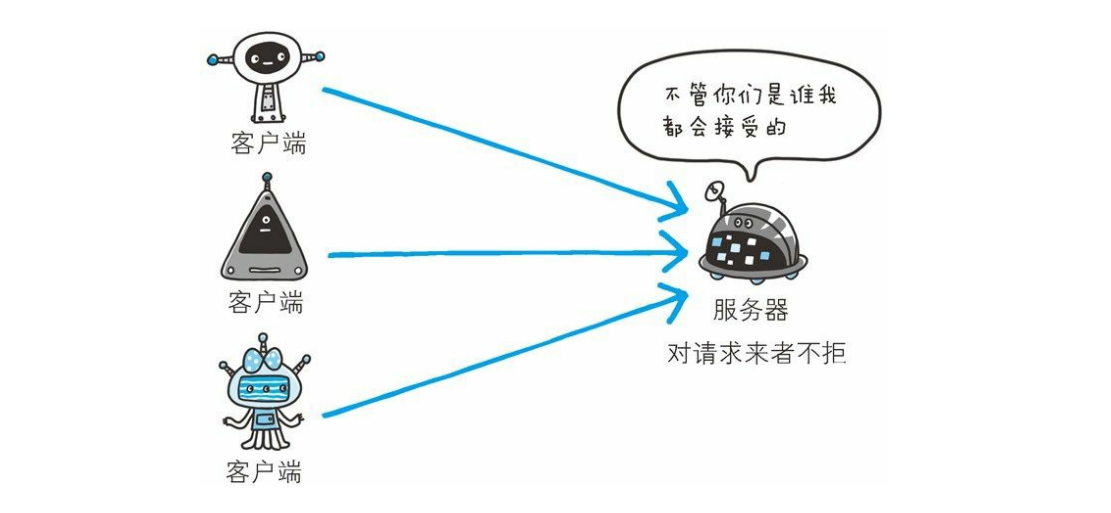 客户端
不管你们是谁我
都会接受的
客户端
服务器
对请求来者不拒
客户端